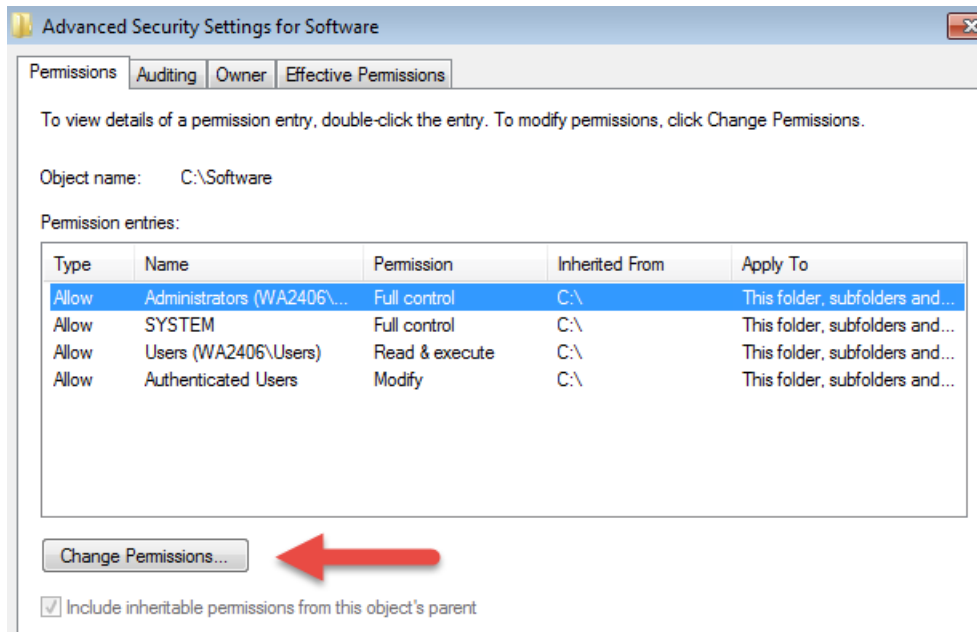 Advanced Security Settings for Software
Permissions Auditing Owner Effective Permissions
To view details of a permission entry, double-click the entry. To modify permissions, click Change Permissions.
Object name: C:\Software
Permission entries:
Type Name Permission Inherited From Apply To
Allow Administrators (WA2406\... Full control C:\ This folder, subfolders and...
Allow SYSTEM Full control C:\ This folder, subfolders and...
Allow Users (WA2406\Users) Read & execute C:\ This folder, subfolders and...
Allow Authenticated Users Modify C:\ This folder, subfolders and...
Change Permissions...
Include inheritable permissions from this object's parent